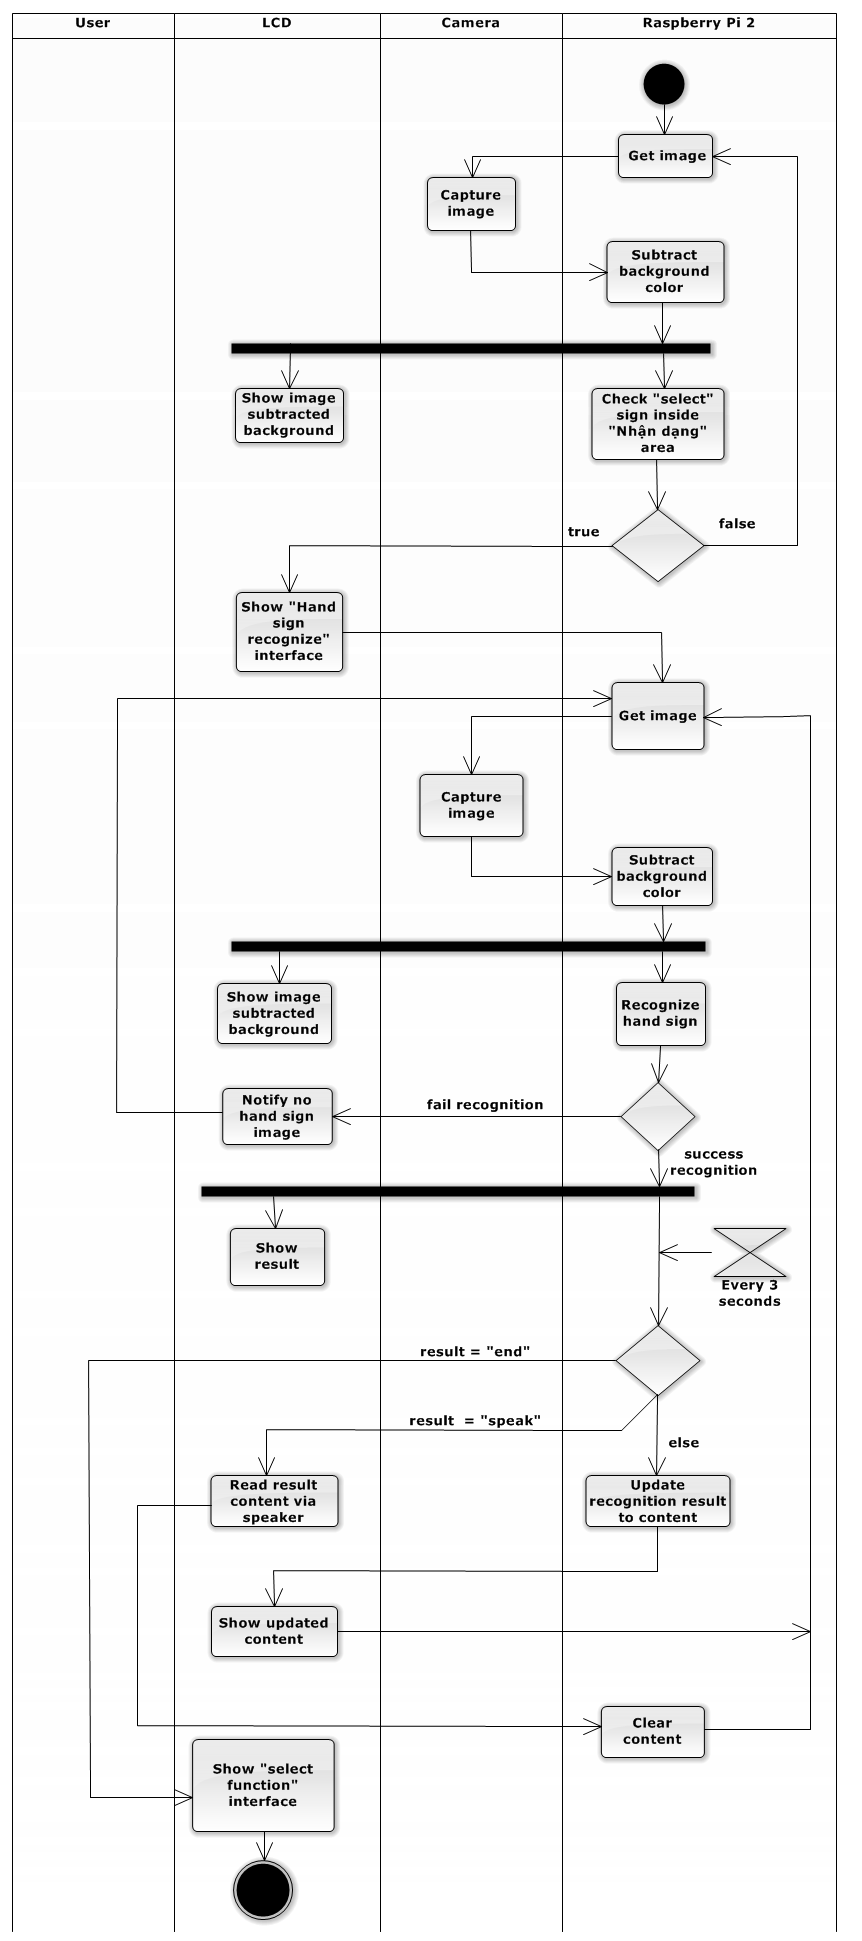 User
LCD
Camera
Raspberry Pi 2
Get image
Capture
image
Subtract
background
color
Show image
subtracted
background
Check "select"
sign inside
"Nhận dạng"
area
true
false
Show "Hand
sign
recognize"
interface
Get image
Capture
image
Subtract
background
color
Show image
subtracted
background
Recognize
hand sign
Notify no
hand sign
image
fail recognition
success
recognition
Show
result
Every 3
seconds
result = "end"
result  = "speak"
else
Read result
content via
speaker
Update
recognition result
to content
Show updated
content
Clear
content
Show "select
function"
interface